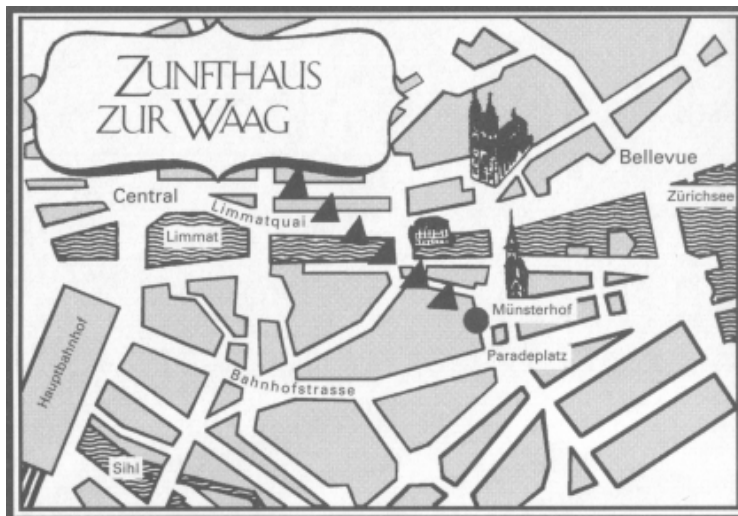 ZUNFTHAUS
ZUR WAAG
Bellevue
Central
Zürichsee
Limmatquai
Limmat
Münsterhof
Paradeplatz
Hauptbahnhof
Bahnhofstrasse
Sihl